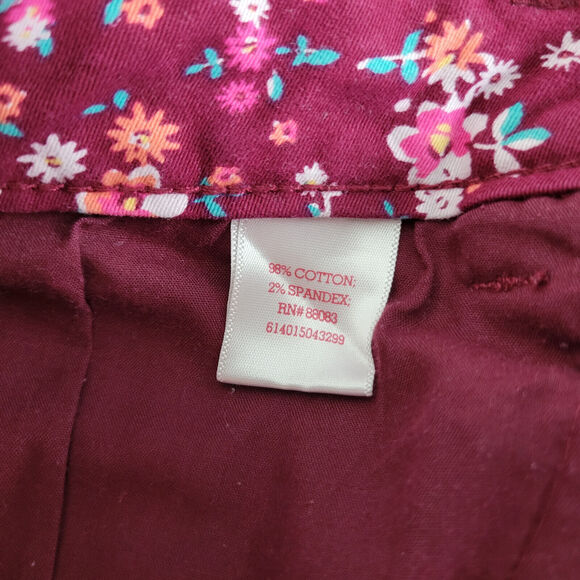 98% COTTON;
2% SPANDEX;
RN# 88083
614015043299